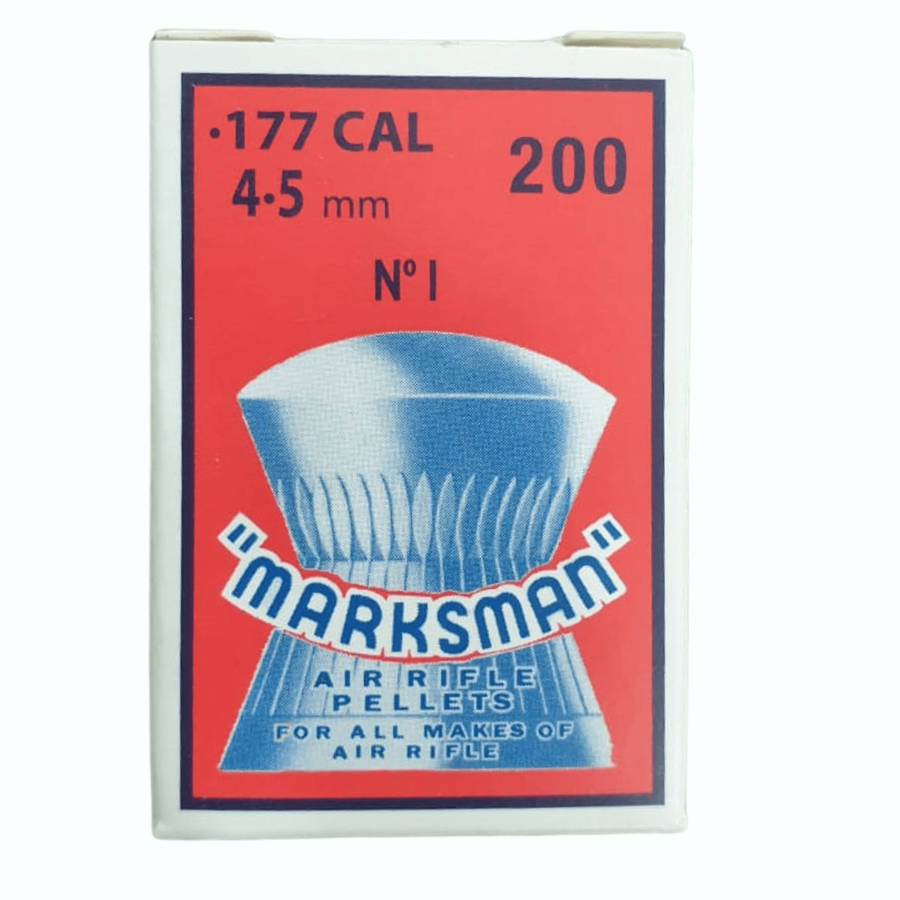 ·177 CAL
4·5 mm
200
Nº I
"MARKSMAN"
AIR RIFLE
PELLETS
FOR ALL MAKES OF
AIR RIFLE